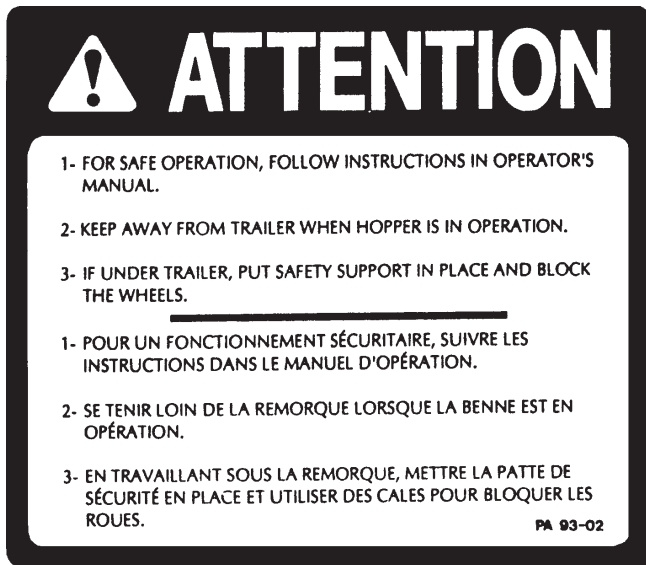 ATTENTION
1- FOR SAFE OPERATION, FOLLOW INSTRUCTIONS IN OPERATOR'S
MANUAL.
2- KEEP AWAY FROM TRAILER WHEN HOPPER IS IN OPERATION.
3- IF UNDER TRAILER, PUT SAFETY SUPPORT IN PLACE AND BLOCK
THE WHEELS.
1- POUR UN FONCTIONNEMENT SÉCURITAIRE, SUIVRE LES
INSTRUCTIONS DANS LE MANUEL D'OPÉRATION.
2- SE TENIR LOIN DE LA REMORQUE LORSQUE LA BENNE EST EN
OPÉRATION.
3- EN TRAVAILLANT SOUS LA REMORQUE, METTRE LA PATTE DE
SÉCURITÉ EN PLACE ET UTILISER DES CALES POUR BLOQUER LES
ROUES.
PA 93-02